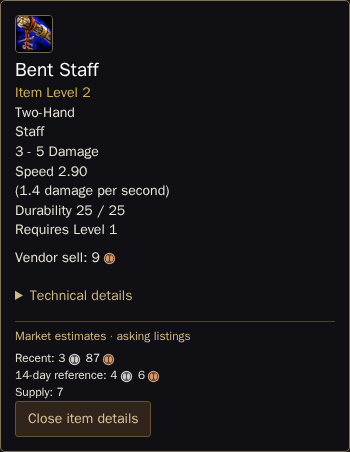 Bent Staff
Item Level 2
Two-Hand
Staff
3 - 5 Damage
Speed 2.90
(1.4 damage per second)
Durability 25 / 25
Requires Level 1
Vendor sell: 9
▶ Technical details
Market estimates · asking listings
Recent: 3 87
14-day reference: 4 6
Supply: 7
Close item details